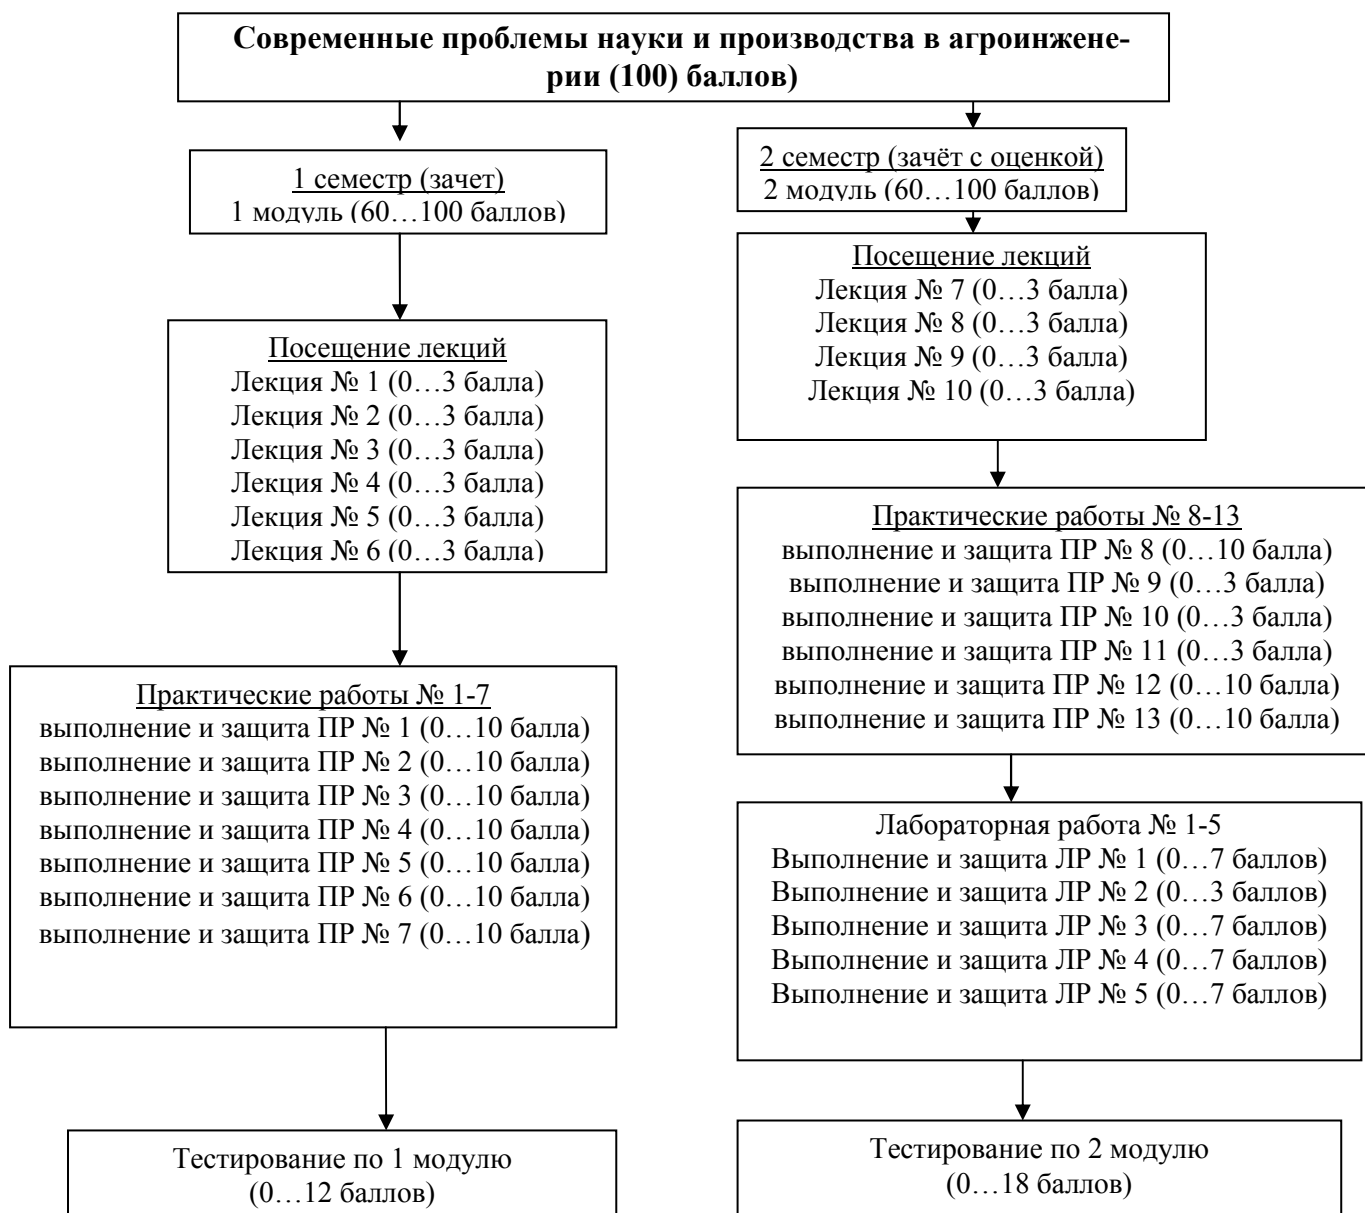 Современные проблемы науки и производства в агроинжене-
рии (100) баллов)
1 семестр (зачет)
1 модуль (60…100 баллов)
Посещение лекций
Лекция № 1 (0…3 балла)
Лекция № 2 (0…3 балла)
Лекция № 3 (0…3 балла)
Лекция № 4 (0…3 балла)
Лекция № 5 (0…3 балла)
Лекция № 6 (0…3 балла)
Практические работы № 1-7
выполнение и защита ПР № 1 (0…10 балла)
выполнение и защита ПР № 2 (0…10 балла)
выполнение и защита ПР № 3 (0…10 балла)
выполнение и защита ПР № 4 (0…10 балла)
выполнение и защита ПР № 5 (0…10 балла)
выполнение и защита ПР № 6 (0…10 балла)
выполнение и защита ПР № 7 (0…10 балла)
Тестирование по 1 модулю
(0…12 баллов)
2 семестр (зачёт с оценкой)
2 модуль (60…100 баллов)
Посещение лекций
Лекция № 7 (0…3 балла)
Лекция № 8 (0…3 балла)
Лекция № 9 (0…3 балла)
Лекция № 10 (0…3 балла)
Практические работы № 8-13
выполнение и защита ПР № 8 (0…10 балла)
выполнение и защита ПР № 9 (0…3 балла)
выполнение и защита ПР № 10 (0…3 балла)
выполнение и защита ПР № 11 (0…3 балла)
выполнение и защита ПР № 12 (0…10 балла)
выполнение и защита ПР № 13 (0…10 балла)
Лабораторная работа № 1-5
Выполнение и защита ЛР № 1 (0…7 баллов)
Выполнение и защита ЛР № 2 (0…3 баллов)
Выполнение и защита ЛР № 3 (0…7 баллов)
Выполнение и защита ЛР № 4 (0…7 баллов)
Выполнение и защита ЛР № 5 (0…7 баллов)
Тестирование по 2 модулю
(0…18 баллов)